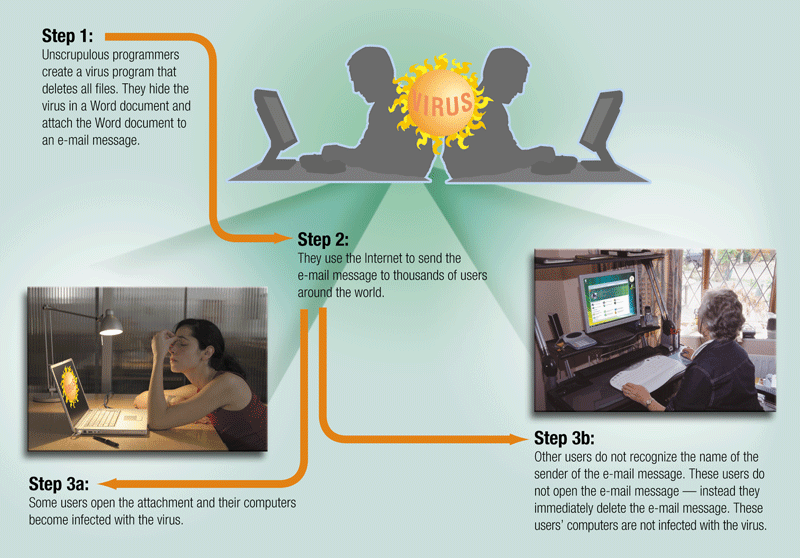 Step 1:
Unscrupulous programmers
create a virus program that
deletes all files. They hide the
virus in a Word document and
attach the Word document to
an e-mail message.
VIRUS
Step 2:
They use the Internet to send the
e-mail message to thousands of users
around the world.
Step 3a:
Some users open the attachment and their computers
become infected with the virus.
Step 3b:
Other users do not recognize the name of the
sender of the e-mail message. These users do
not open the e-mail message — instead they
immediately delete the e-mail message. These
users’ computers are not infected with the virus.